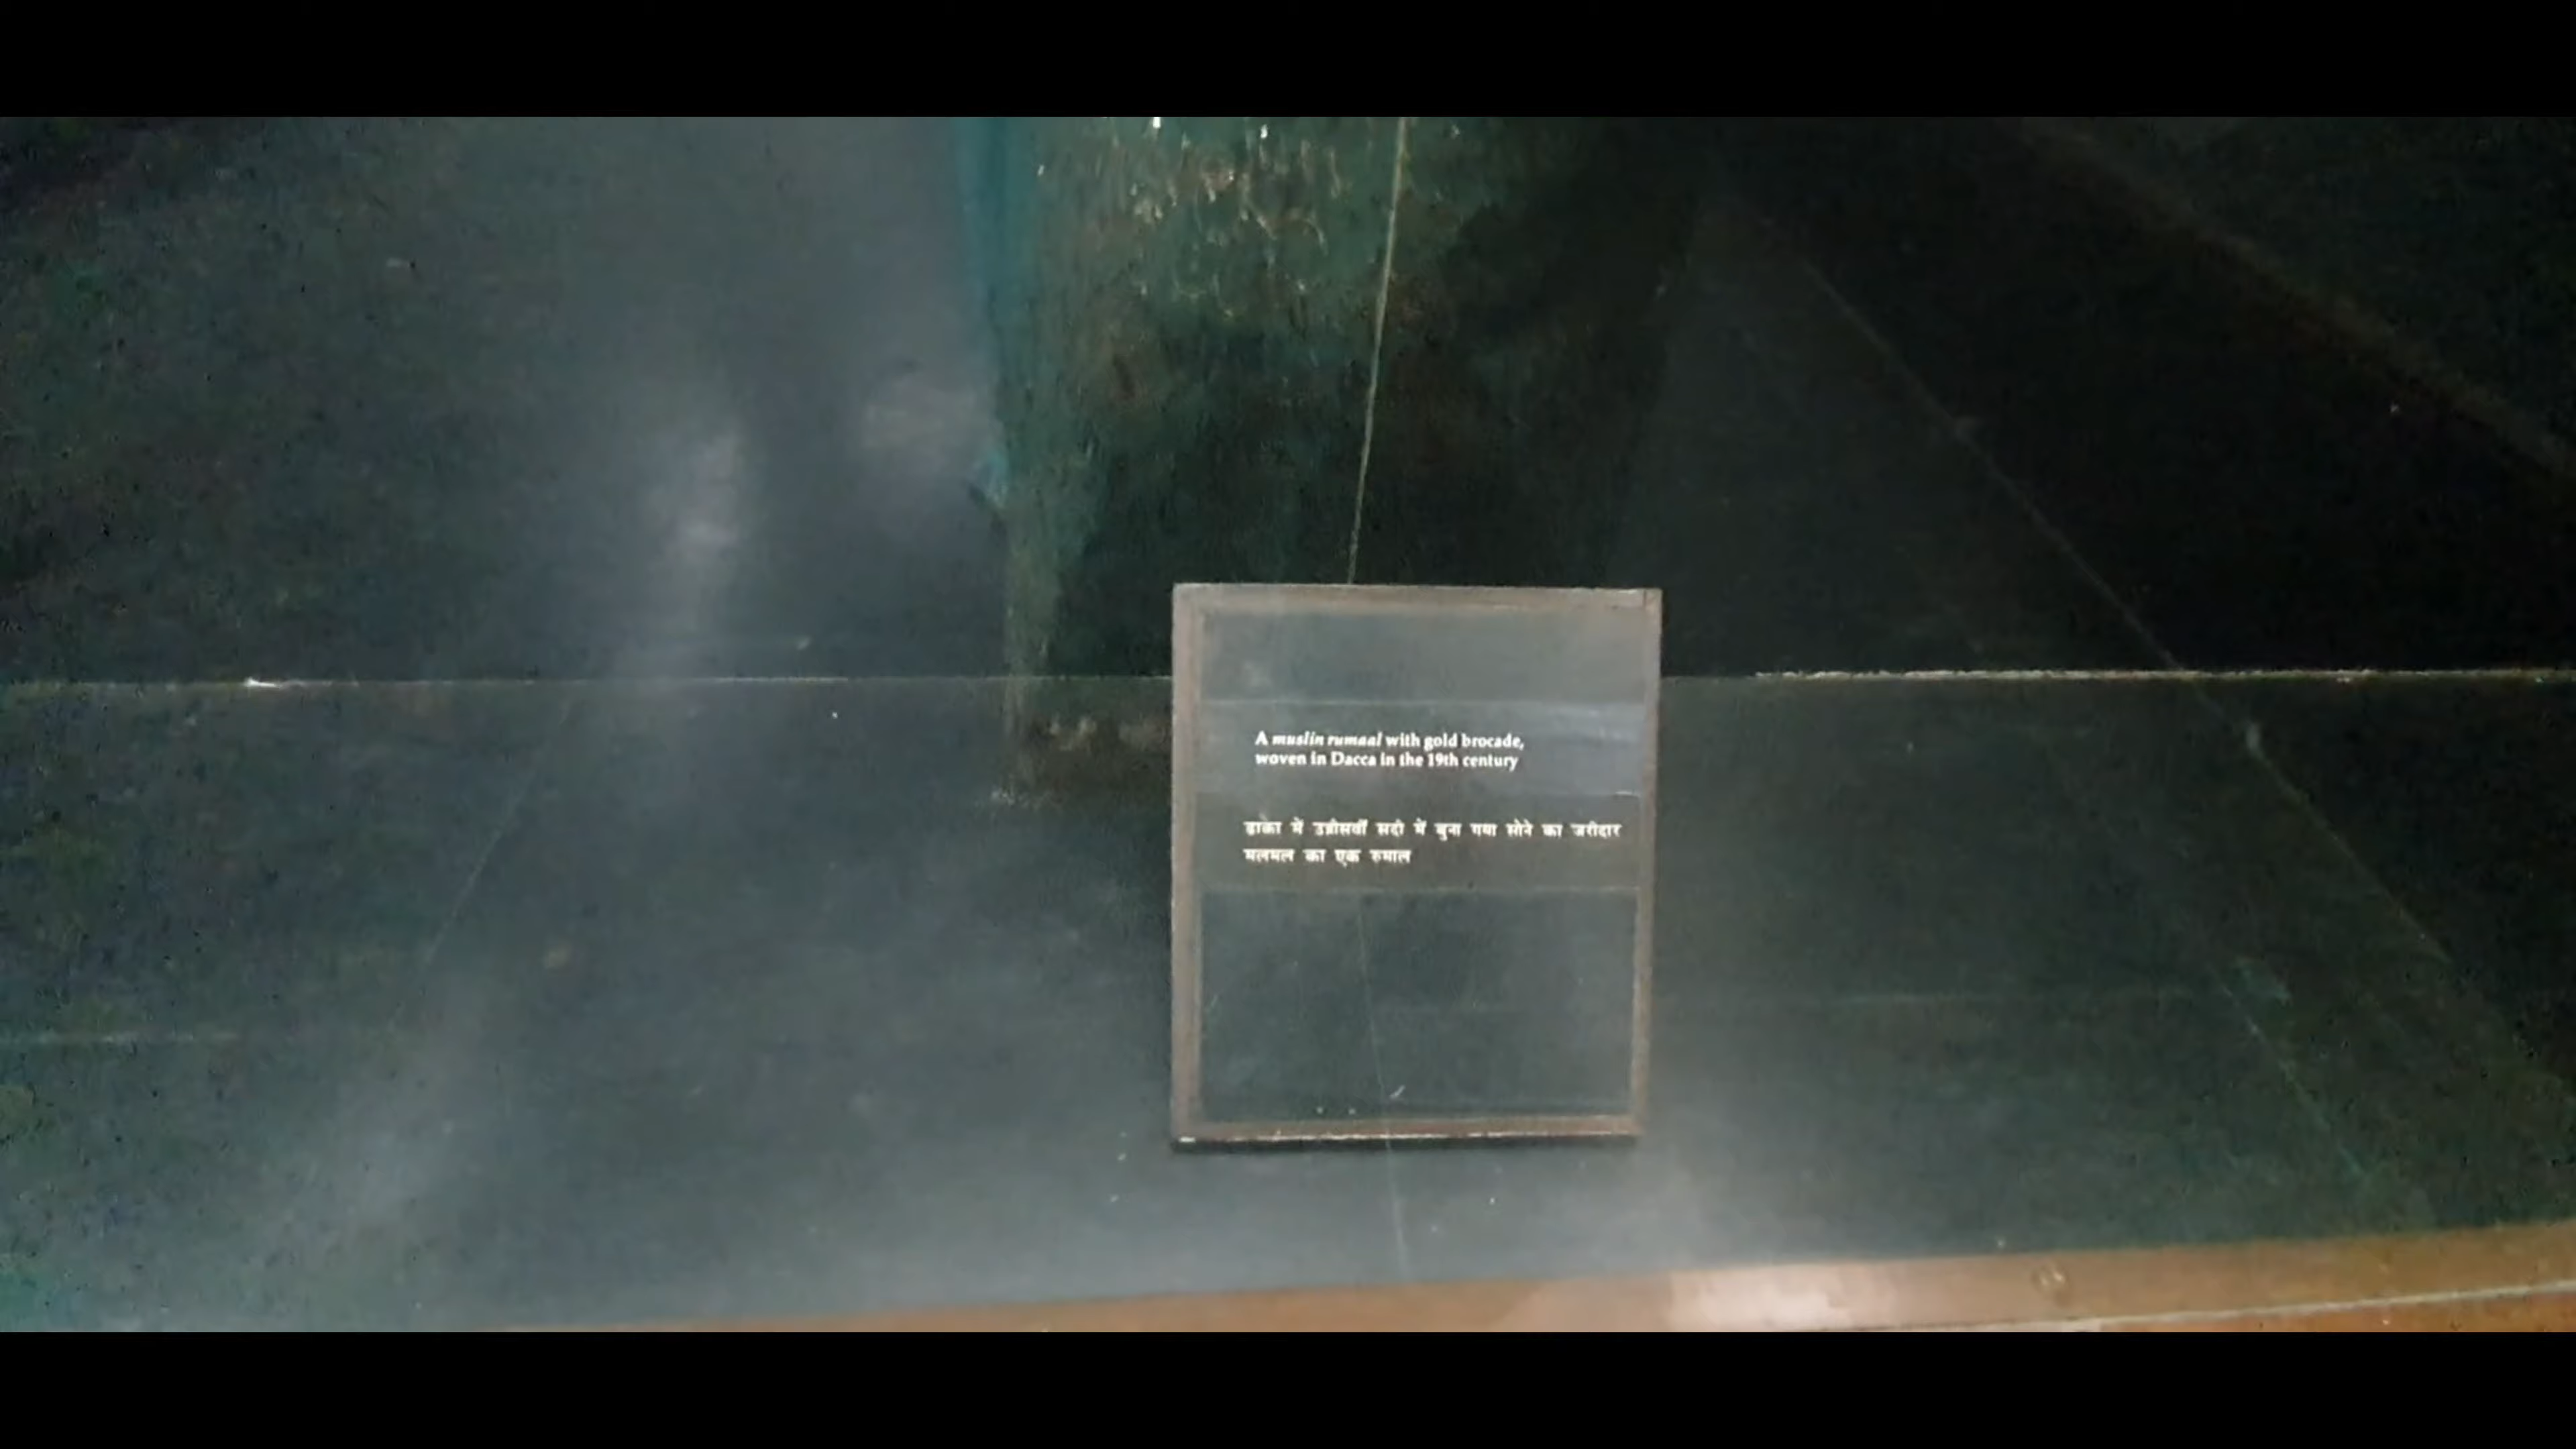 A muslin rumaal with gold brocade,
woven in Dacca in the 19th century
ढाका में उन्नीसवीं सदी में बुना गया सोने का जरीदार
मलमल का एक रुमाल